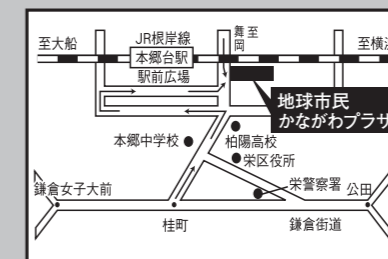 至大船
JR根岸線
本郷台駅
駅前広場
至舞岡
至横
地球市民
かながわプラザ
本郷中学校
柏陽高校
栄区役所
栄警察署
鎌倉女子大前
公田
桂町
鎌倉街道